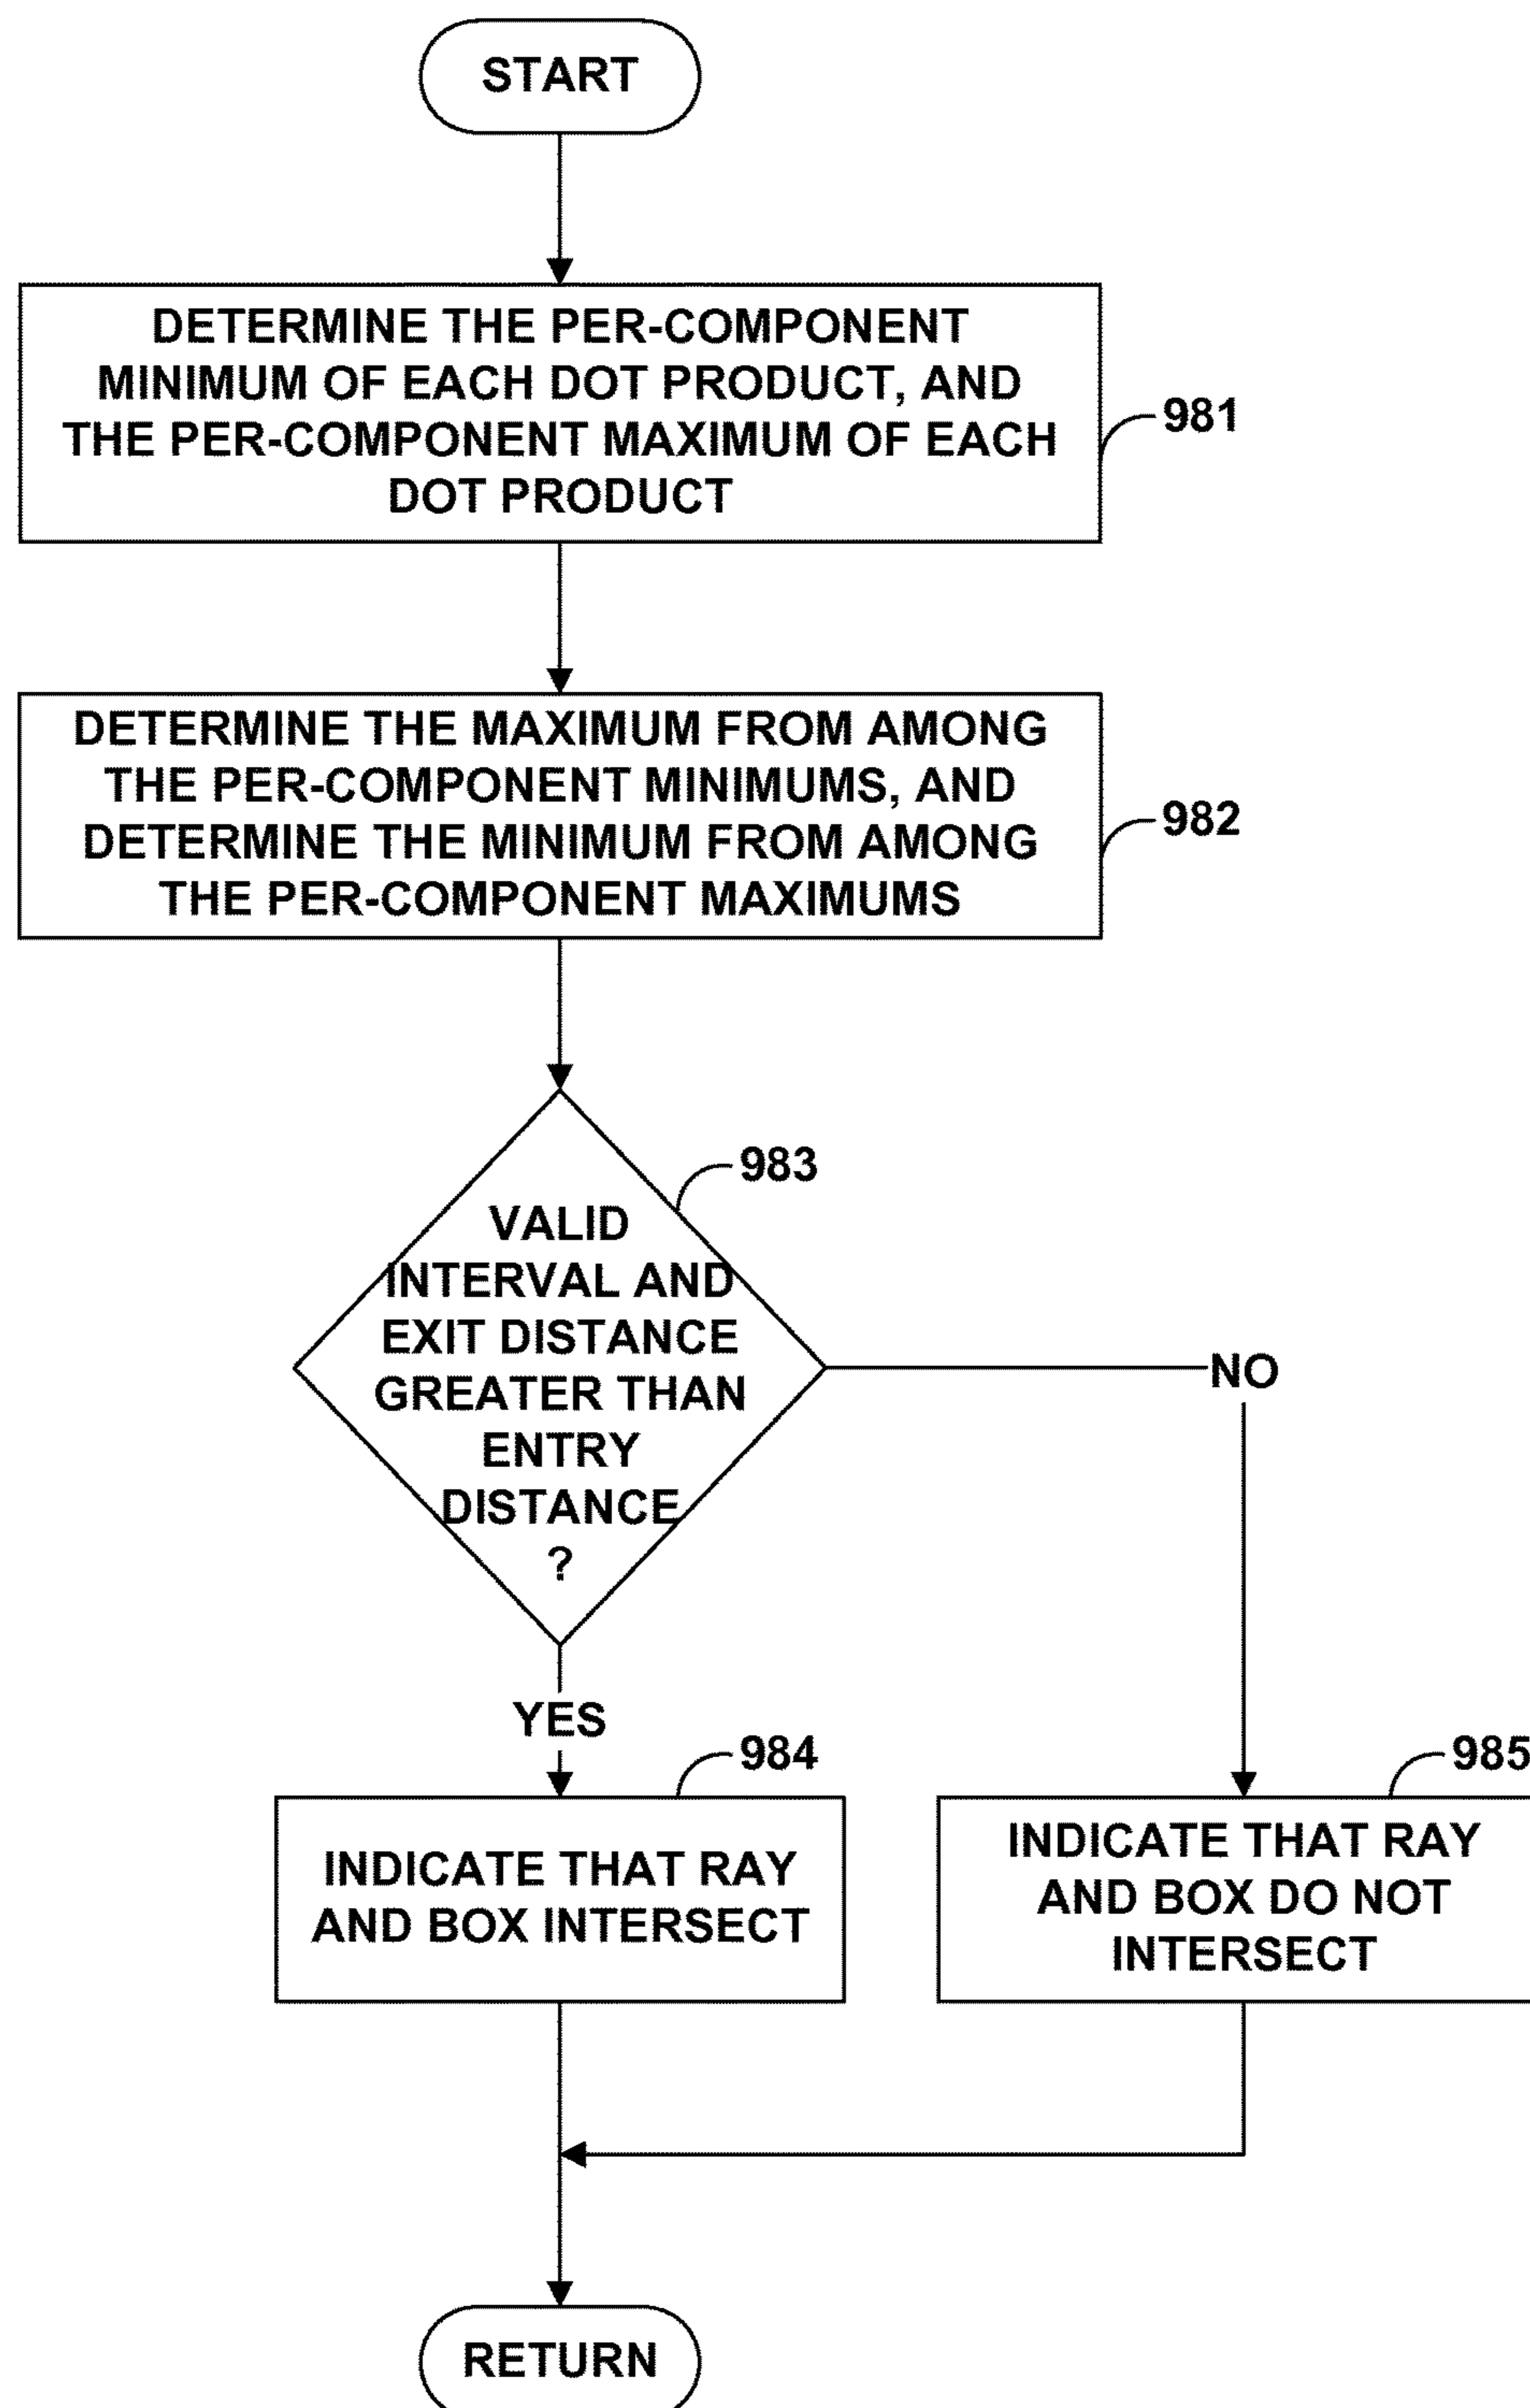 START
DETERMINE THE PER-COMPONENT
MINIMUM OF EACH DOT PRODUCT, AND
THE PER-COMPONENT MAXIMUM OF EACH
DOT PRODUCT
981
DETERMINE THE MAXIMUM FROM AMONG
THE PER-COMPONENT MINIMUMS, AND
DETERMINE THE MINIMUM FROM AMONG
THE PER-COMPONENT MAXIMUMS
982
983
VALID
INTERVAL AND
EXIT DISTANCE
GREATER THAN
ENTRY
DISTANCE
?
NO
YES
984
INDICATE THAT RAY
AND BOX INTERSECT
985
INDICATE THAT RAY
AND BOX DO NOT
INTERSECT
RETURN